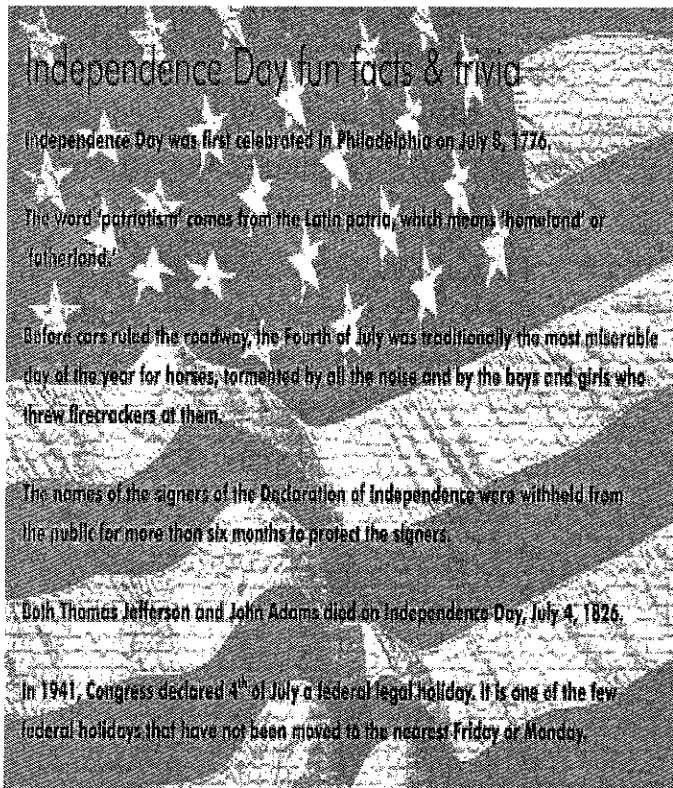 Independence Day fun facts & trivia
Independence Day was first celebrated in Philadelphia on July 8, 1776.
The word 'patriotism' comes from the Latin patria, which means 'homeland' or
'fatherland.'
Before cars ruled the roadway, the Fourth of July was traditionally the most miserable
day of the year for horses, tormented by all the noise and by the boys and girls who
threw firecrackers at them.
The names of the signers of the Declaration of Independence were withheld from
the public for more than six months to protect the signers.
Both Thomas Jefferson and John Adams died on Independence Day, July 4, 1826.
In 1941, Congress declared 4th of July a federal legal holiday. It is one of the few
federal holidays that have not been moved to the nearest Friday or Monday.